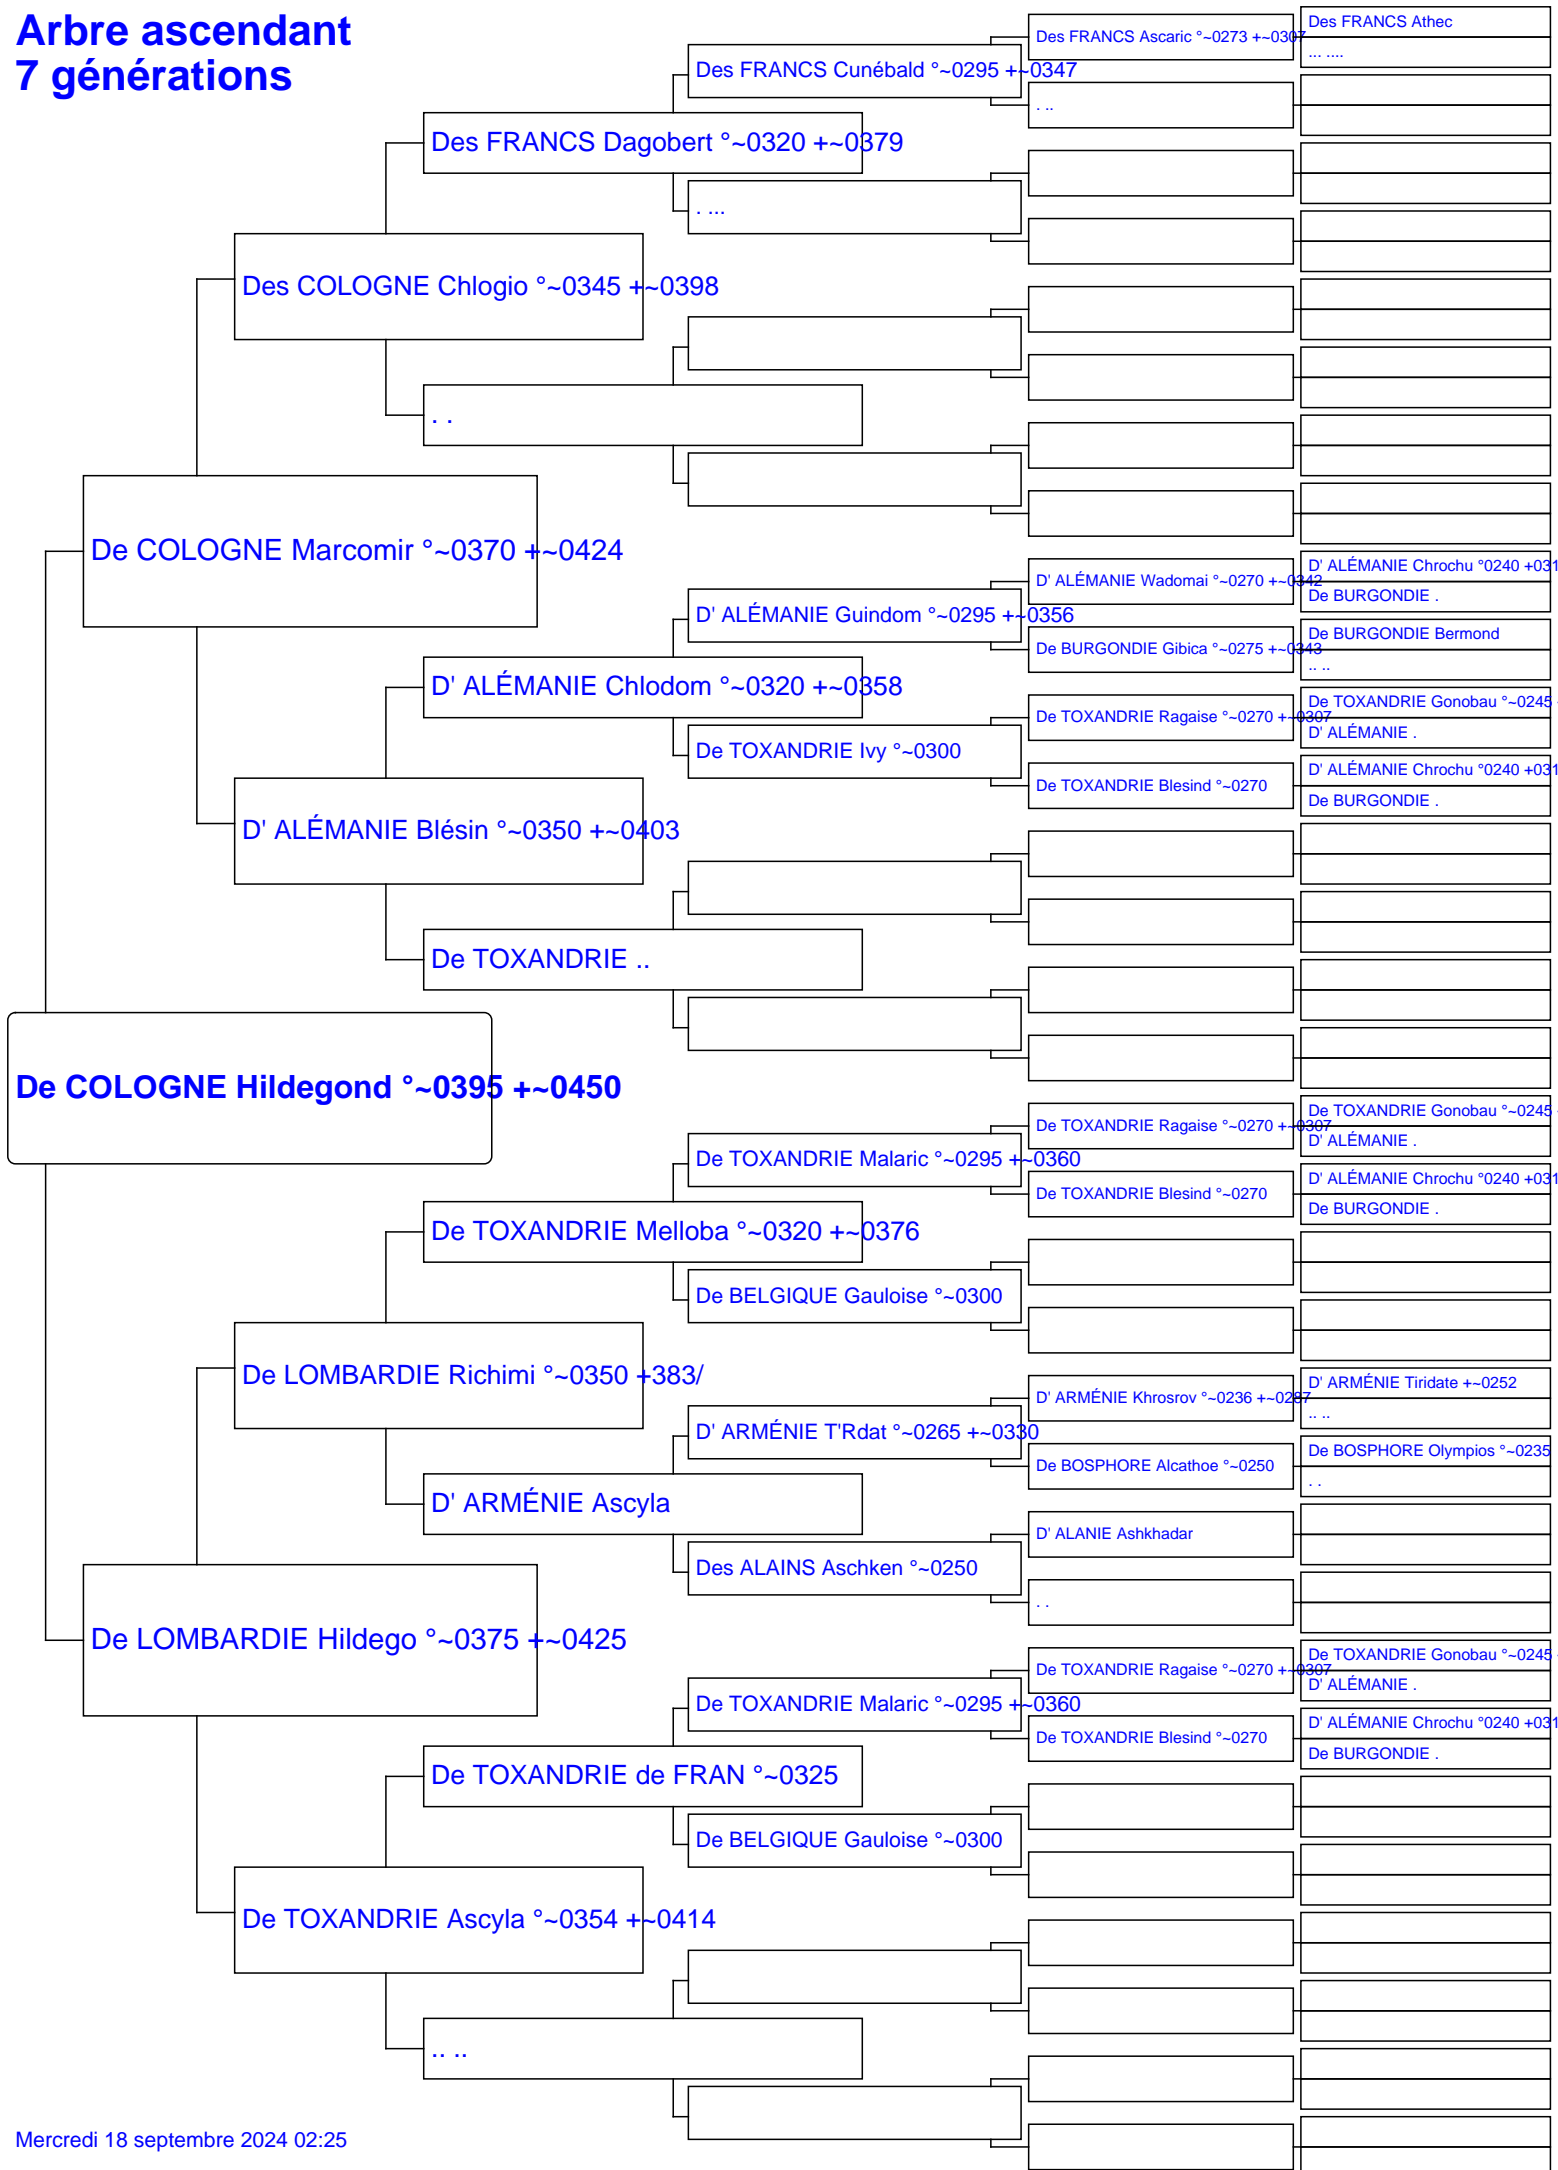 Arbre ascendant
7 générations
Des FRANCS Athec
Des FRANCS Ascaric °~0273 +~0307
... ....
Des FRANCS Cunébald °~0295 +~0347
. ..
Des FRANCS Dagobert °~0320 +~0379
. ...
Des COLOGNE Chlogio °~0345 +~0398
. .
De COLOGNE Marcomir °~0370 +~0424
D' ALÉMANIE Chrochu °0240 +031
D' ALÉMANIE Wadomai °~0270 +~0342
De BURGONDIE .
D' ALÉMANIE Guindom °~0295 +~0356
De BURGONDIE Bermond
De BURGONDIE Gibica °~0275 +~0343
.. ..
D' ALÉMANIE Chlodom °~0320 +~0358
De TOXANDRIE Gonobau °~0245
De TOXANDRIE Ragaise °~0270 +~0307
D' ALÉMANIE .
De TOXANDRIE Ivy °~0300
D' ALÉMANIE Chrochu °0240 +031
De TOXANDRIE Blesind °~0270
De BURGONDIE .
D' ALÉMANIE Blésin °~0350 +~0403
De TOXANDRIE ..
De COLOGNE Hildegond °~0395 +~0450
De TOXANDRIE Gonobau °~0245
De TOXANDRIE Ragaise °~0270 +~0307
D' ALÉMANIE .
De TOXANDRIE Malaric °~0295 +~0360
D' ALÉMANIE Chrochu °0240 +031
De TOXANDRIE Blesind °~0270
De BURGONDIE .
De TOXANDRIE Melloba °~0320 +~0376
De BELGIQUE Gauloise °~0300
De LOMBARDIE Richimi °~0350 +383/
D' ARMÉNIE Tiridate +~0252
D' ARMÉNIE Khrosrov °~0236 +~0287
.. ..
D' ARMÉNIE T'Rdat °~0265 +~0330
De BOSPHORE Olympios °~0235
De BOSPHORE Alcathoe °~0250
. .
D' ARMÉNIE Ascyla
D' ALANIE Ashkhadar
Des ALAINS Aschken °~0250
. .
De LOMBARDIE Hildego °~0375 +~0425
De TOXANDRIE Gonobau °~0245
De TOXANDRIE Ragaise °~0270 +~0307
D' ALÉMANIE .
De TOXANDRIE Malaric °~0295 +~0360
D' ALÉMANIE Chrochu °0240 +031
De TOXANDRIE Blesind °~0270
De BURGONDIE .
De TOXANDRIE de FRAN °~0325
De BELGIQUE Gauloise °~0300
De TOXANDRIE Ascyla °~0354 +~0414
.. ..
Mercredi 18 septembre 2024 02:25